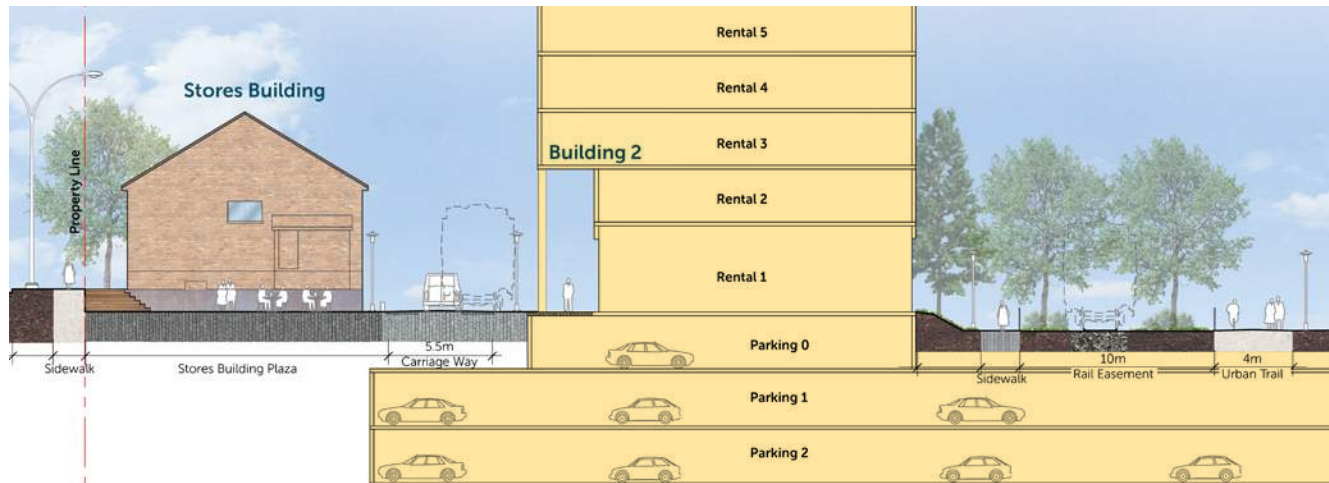 Rental 5
Rental 4
Stores Building
Rental 3
Building 2
Property Line
Rental 2
Rental 1
Parking 0
5.5m
Carriage Way
Sidewalk
Stores Building Plaza
10m
4m
Sidewalk
Rail Easement
Urban Trail
Parking 1
Parking 2